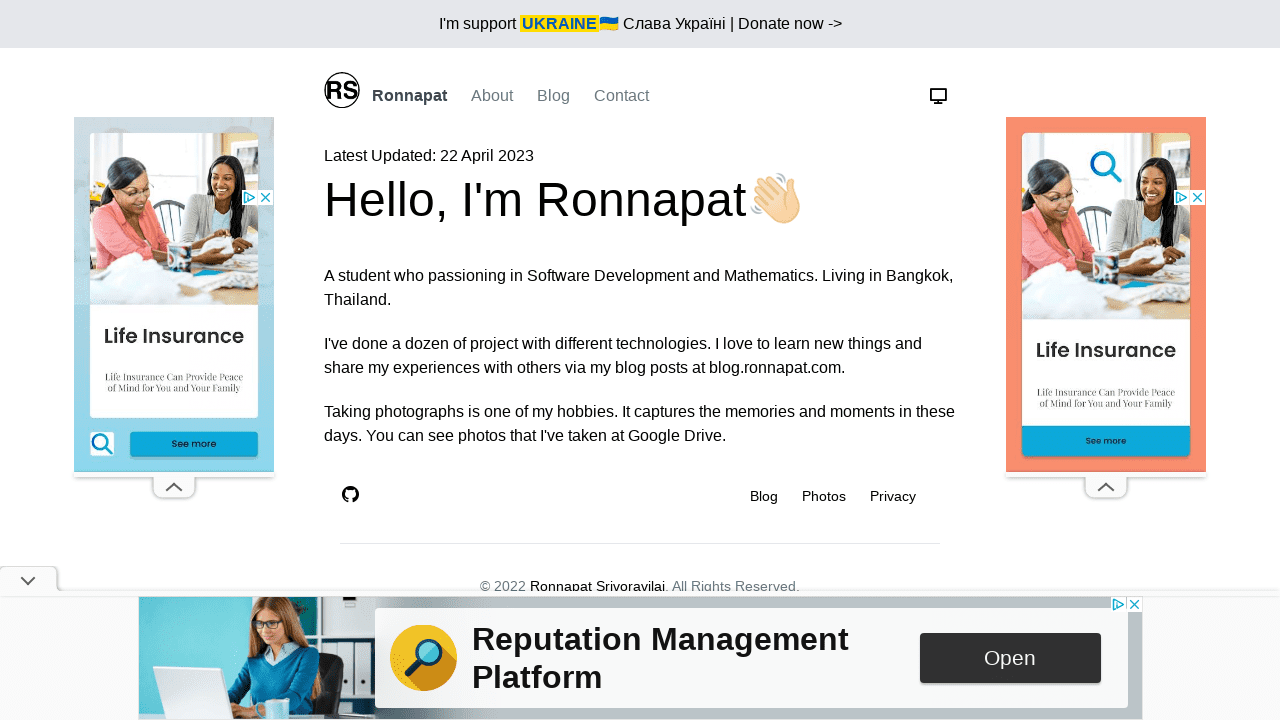 I'm support UKRAINE🇺🇦 Слава Україні | Donate now ->
RS Ronnapat About Blog Contact
Latest Updated: 22 April 2023
Hello, I'm Ronnapat👋🏻
A student who passioning in Software Development and Mathematics. Living in Bangkok,
Thailand.
I've done a dozen of project with different technologies. I love to learn new things and
share my experiences with others via my blog posts at blog.ronnapat.com.
Taking photographs is one of my hobbies. It captures the memories and moments in these
days. You can see photos that I've taken at Google Drive.
Blog Photos Privacy
© 2022 Ronnapat Srivoravilai. All Rights Reserved.
Life Insurance
Life Insurance Can Provide Peace
of Mind for You and Your Family
See more
Life Insurance
Life Insurance Can Provide Peace
of Mind for You and Your Family
See more
Reputation Management
Platform
Open